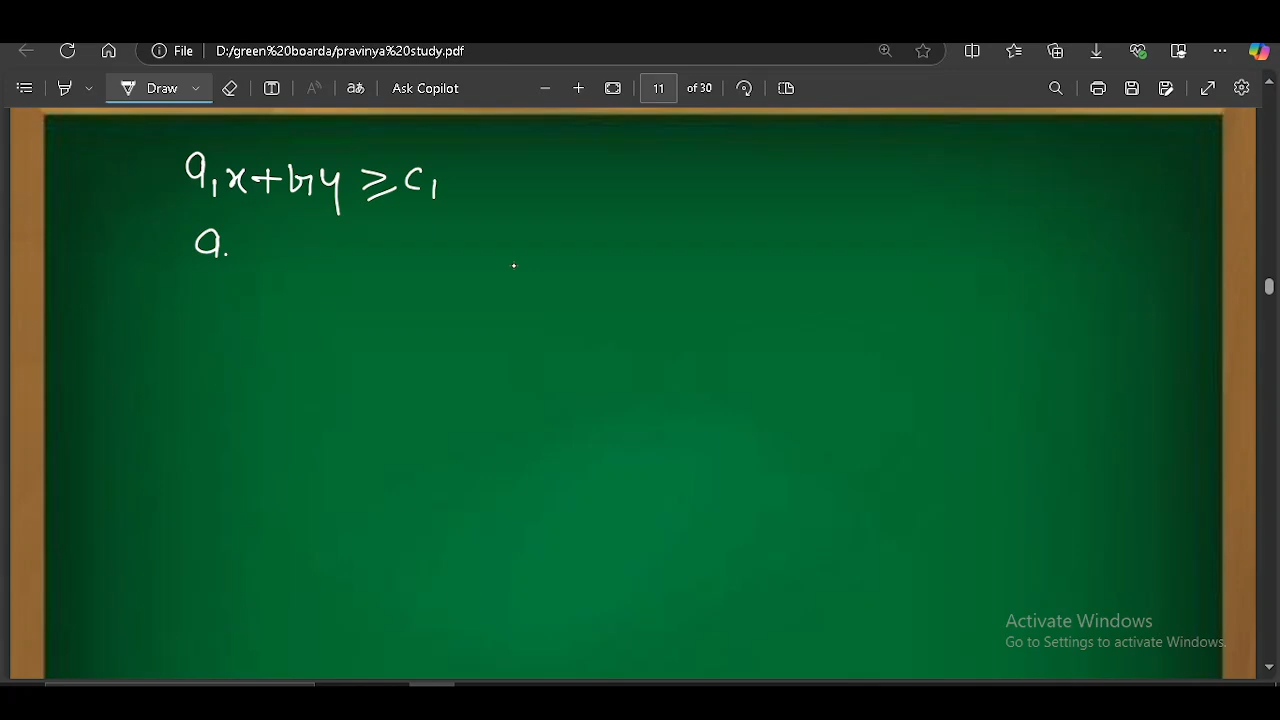 File D:/green%20boarda/pravinya%20study.pdf
Draw Ask Copilot 11 of 30
a₁x+b₁y ≥ c₁
a.
Activate Windows
Go to Settings to activate Windows.